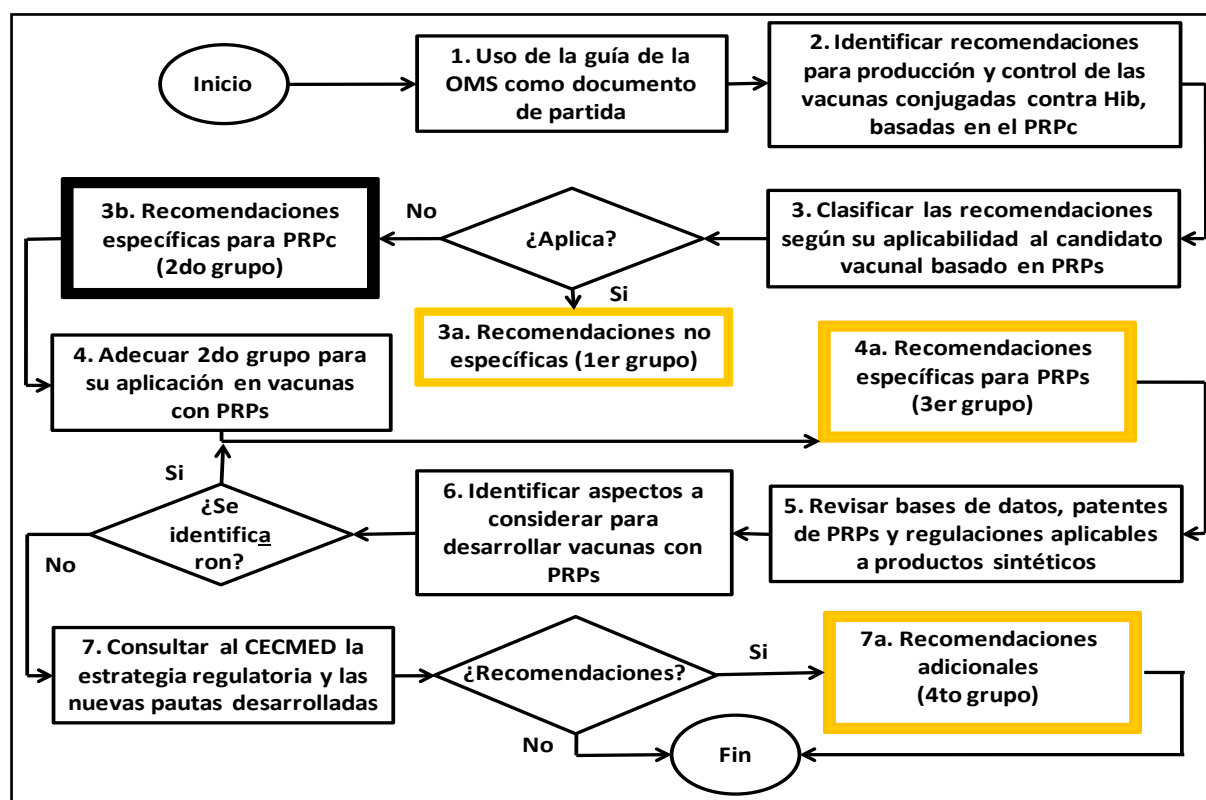 Inicio
1. Uso de la guía de la
OMS como documento
de partida
2. Identificar recomendaciones
para producción y control de las
vacunas conjugadas contra Hib,
basadas en el PRPc
3b. Recomendaciones
específicas para PRPc
(2do grupo)
No
¿Aplica?
3. Clasificar las recomendaciones
según su aplicabilidad al candidato
vacunal basado en PRPs
Si
3a. Recomendaciones no
específicas (1er grupo)
4. Adecuar 2do grupo para
su aplicación en vacunas
con PRPs
4a. Recomendaciones
específicas para PRPs
(3er grupo)
Si
¿Se
identifica
ron?
No
6. Identificar aspectos a
considerar para
desarrollar vacunas con
PRPs
5. Revisar bases de datos, patentes
de PRPs y regulaciones aplicables
a productos sintéticos
7. Consultar al CECMED la
estrategia regulatoria y las
nuevas pautas desarrolladas
¿Recomendaciones?
Si
7a. Recomendaciones
adicionales
(4to grupo)
No
Fin